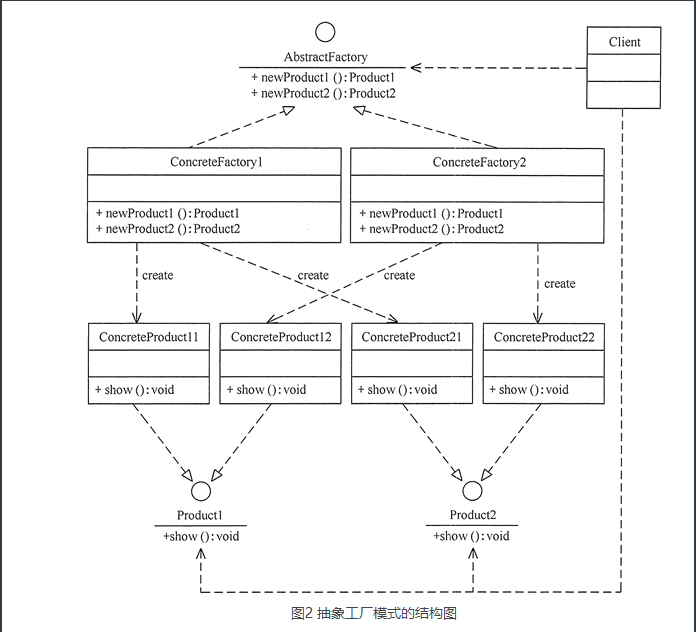 AbstractFactory
+ newProduct1 (): Product1
+ newProduct2 (): Product2
Client
ConcreteFactory1
+ newProduct1 (): Product1
+ newProduct2 (): Product2
ConcreteFactory2
+ newProduct1 (): Product1
+ newProduct2 (): Product2
create
create
create
create
ConcreteProduct11
+ show (): void
ConcreteProduct12
+ show (): void
ConcreteProduct21
+ show (): void
ConcreteProduct22
+ show (): void
Product1
+show (): void
Product2
+show (): void
图2 抽象工厂模式的结构图